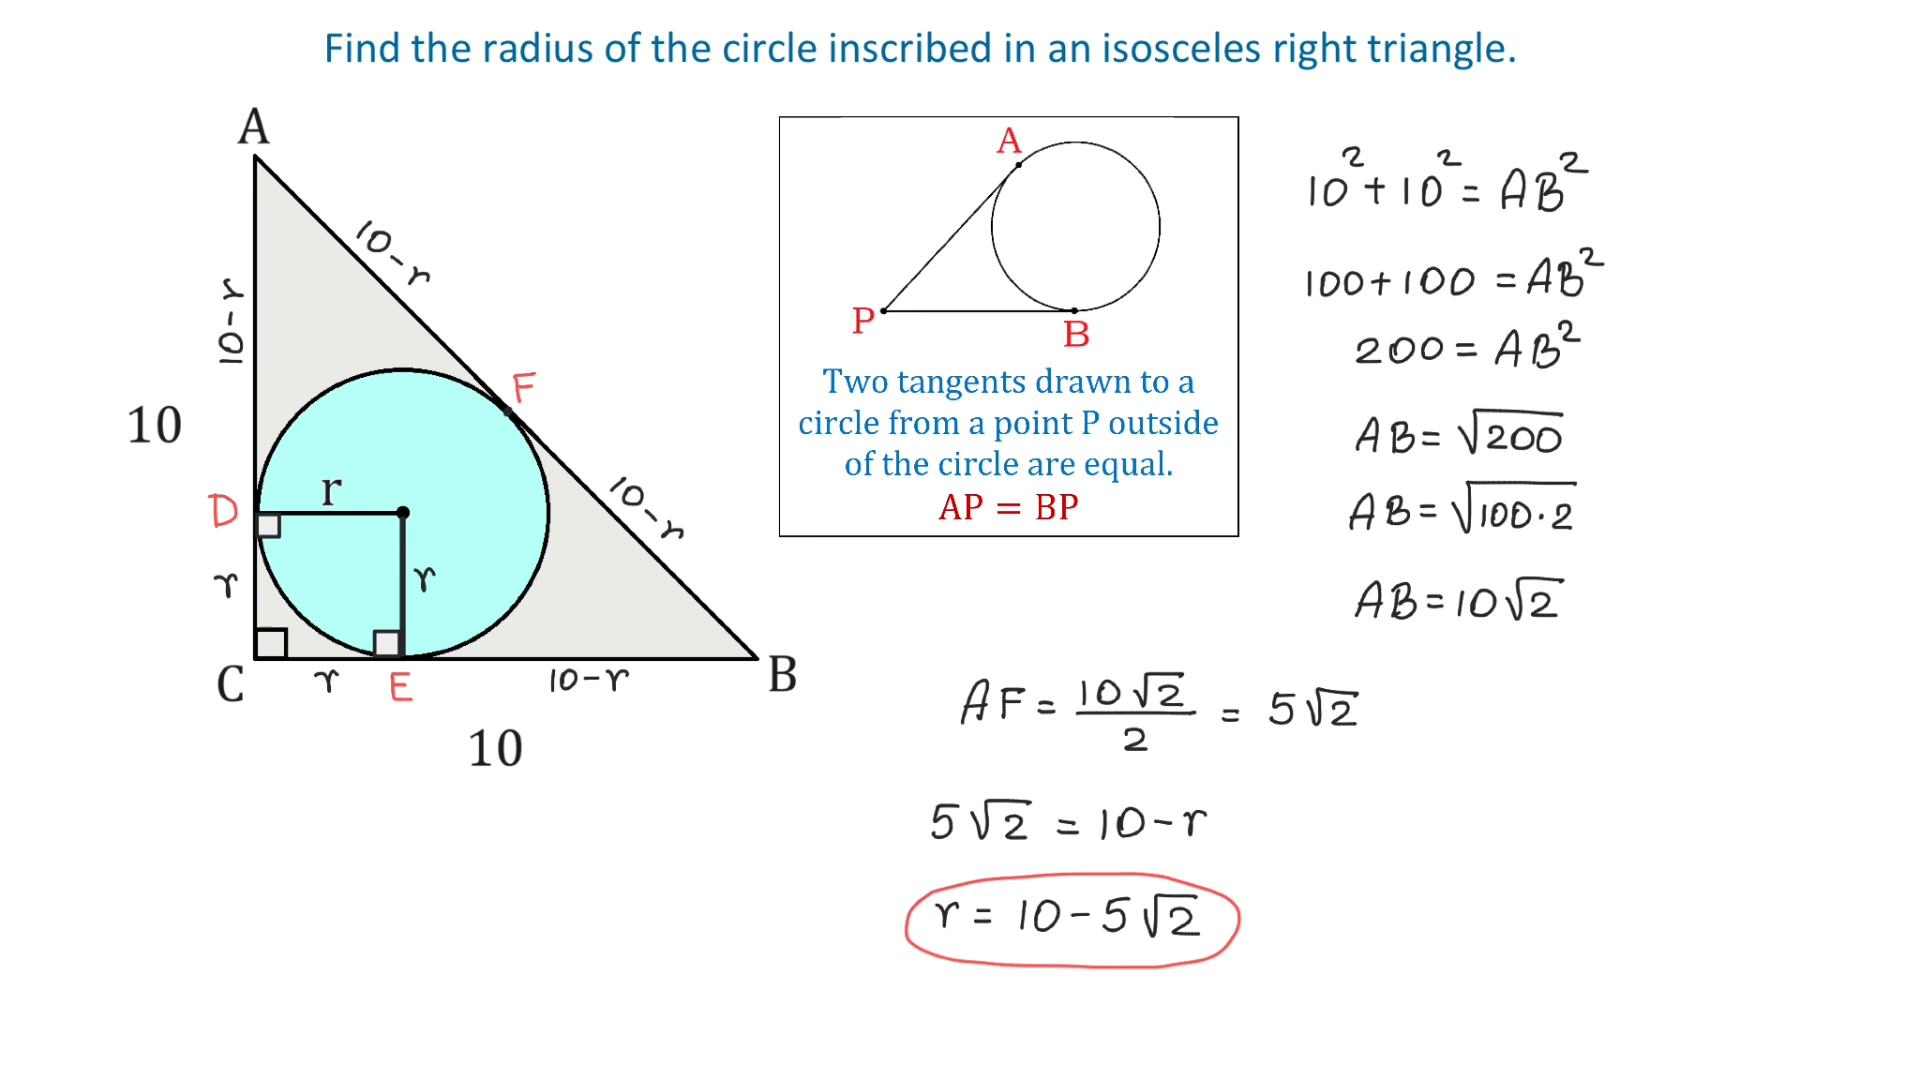 Find the radius of the circle inscribed in an isosceles right triangle.
A
10-r
10-r
10
F
D
r
10-r
r
r
C
r
E
10-r
B
10
A
P
B
Two tangents drawn to a
circle from a point P outside
of the circle are equal.
AP = BP
10² + 10² = AB²
100 + 100 = AB²
200 = AB²
AB = √200
AB = √100·2
AB = 10√2
AF = 10√2/2 = 5√2
5√2 = 10 - r
r = 10 - 5√2